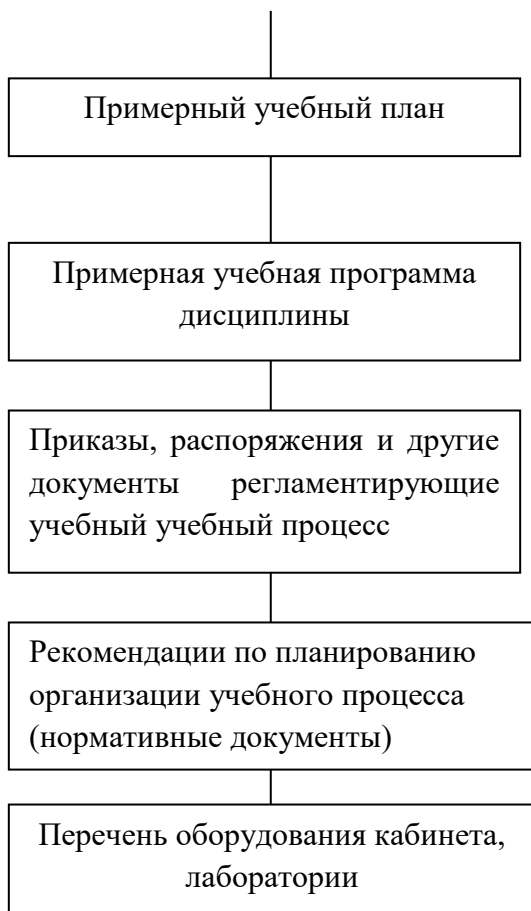 Примерный учебный план
Примерная учебная программа
дисциплины
Приказы, распоряжения и другие
документы регламентирующие
учебный учебный процесс
Рекомендации по планированию
организации учебного процесса
(нормативные документы)
Перечень оборудования кабинета,
лаборатории